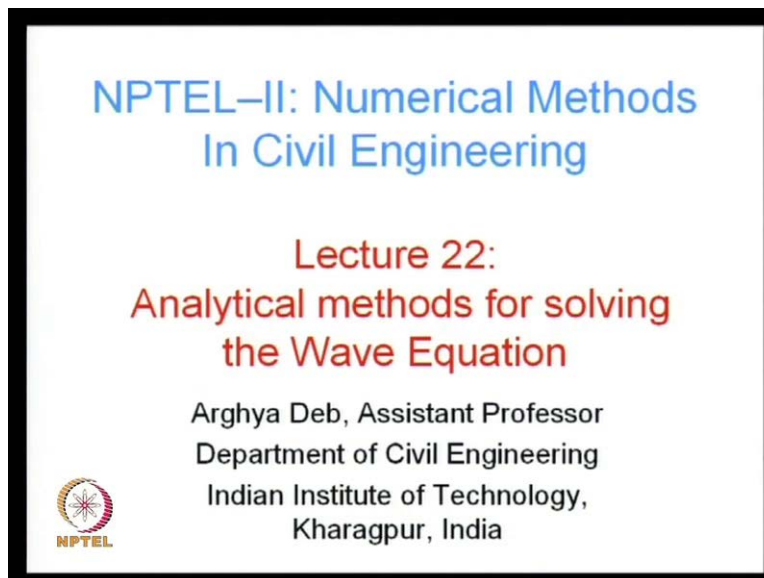 NPTEL–II: Numerical Methods
In Civil Engineering
Lecture 22:
Analytical methods for solving
the Wave Equation
Arghya Deb, Assistant Professor
Department of Civil Engineering
Indian Institute of Technology,
Kharagpur, India
NPTEL